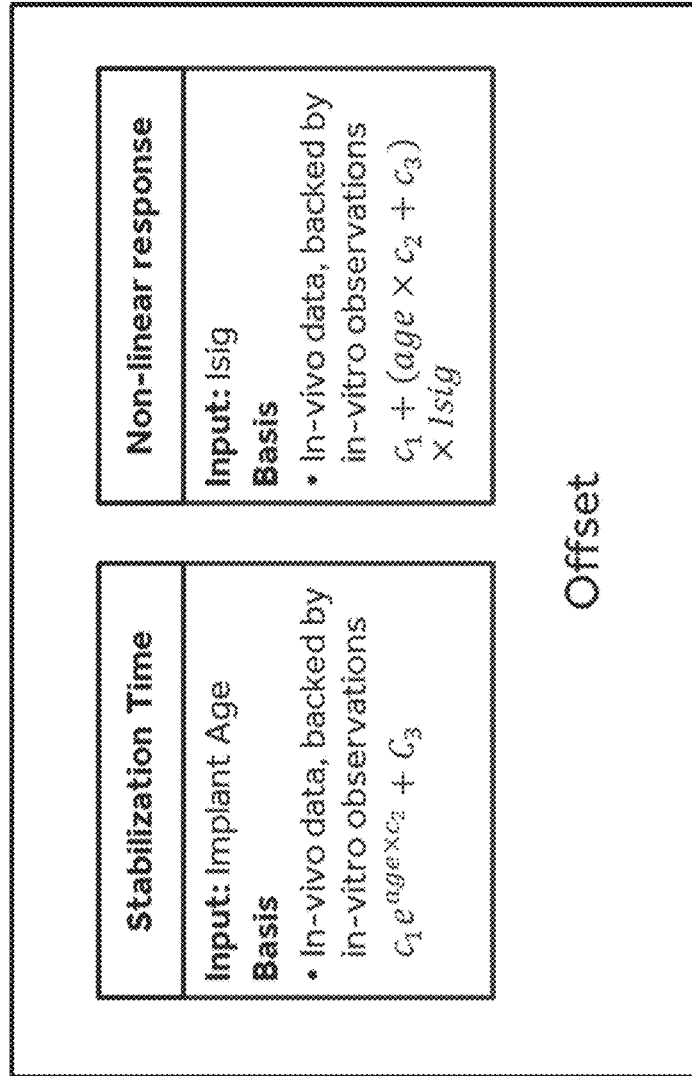 Stabilization Time
Input: Implant Age
Basis
• In-vivo data, backed by
in-vitro observations
c₁e^{age×c₂} + C₃
Non-linear response
Input: Isig
Basis
• In-vivo data, backed by
in-vitro observations
c₁ + (age × c₂ + c₃)
× Isig
Offset